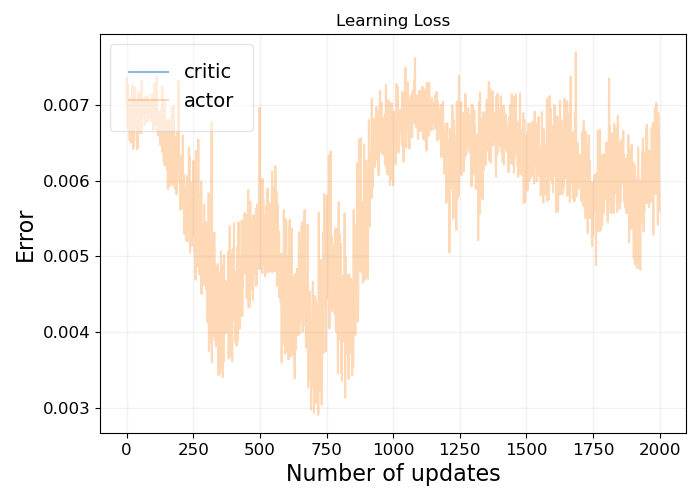 Learning Loss
critic
actor
0.007
0.006
0.005
0.004
0.003
Error
0 250 500 750 1000 1250 1500 1750 2000
Number of updates